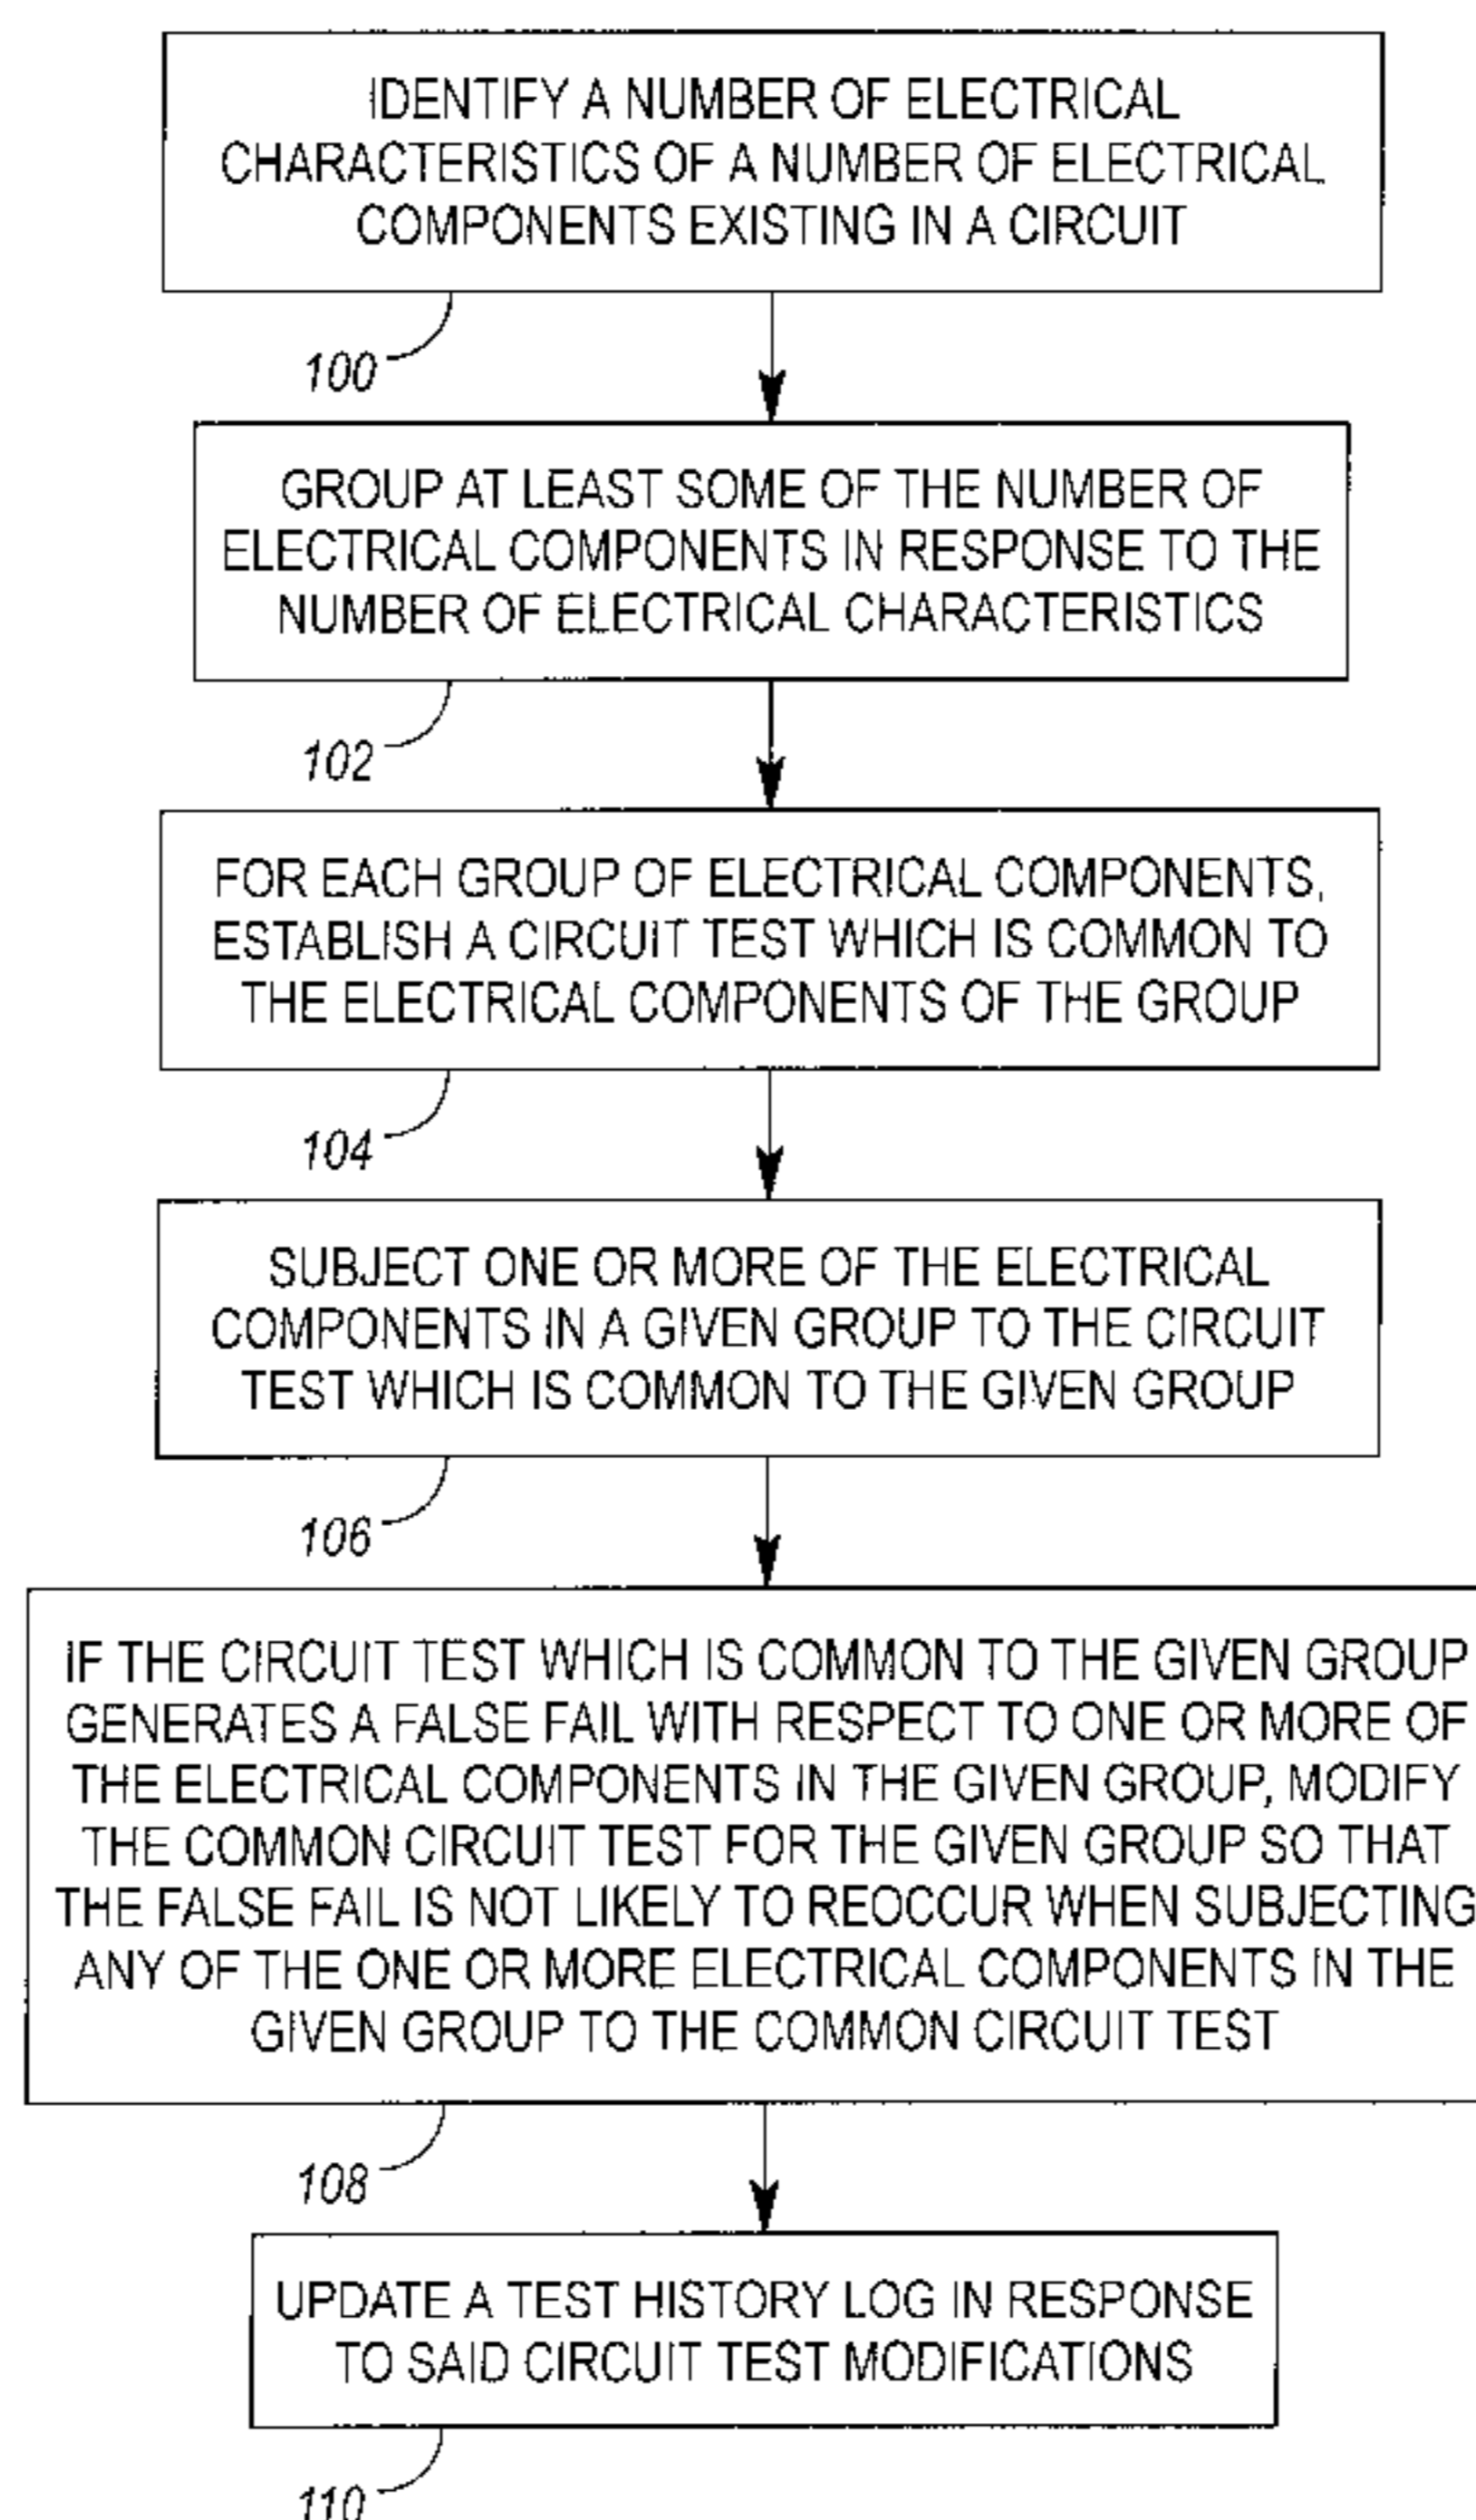 IDENTIFY A NUMBER OF ELECTRICAL
CHARACTERISTICS OF A NUMBER OF ELECTRICAL
COMPONENTS EXISTING IN A CIRCUIT
100
GROUP AT LEAST SOME OF THE NUMBER OF
ELECTRICAL COMPONENTS IN RESPONSE TO THE
NUMBER OF ELECTRICAL CHARACTERISTICS
102
FOR EACH GROUP OF ELECTRICAL COMPONENTS,
ESTABLISH A CIRCUIT TEST WHICH IS COMMON TO
THE ELECTRICAL COMPONENTS OF THE GROUP
104
SUBJECT ONE OR MORE OF THE ELECTRICAL
COMPONENTS IN A GIVEN GROUP TO THE CIRCUIT
TEST WHICH IS COMMON TO THE GIVEN GROUP
106
IF THE CIRCUIT TEST WHICH IS COMMON TO THE GIVEN GROUP
GENERATES A FALSE FAIL WITH RESPECT TO ONE OR MORE OF
THE ELECTRICAL COMPONENTS IN THE GIVEN GROUP, MODIFY
THE COMMON CIRCUIT TEST FOR THE GIVEN GROUP SO THAT
THE FALSE FAIL IS NOT LIKELY TO REOCCUR WHEN SUBJECTING
ANY OF THE ONE OR MORE ELECTRICAL COMPONENTS IN THE
GIVEN GROUP TO THE COMMON CIRCUIT TEST
108
UPDATE A TEST HISTORY LOG IN RESPONSE
TO SAID CIRCUIT TEST MODIFICATIONS
110